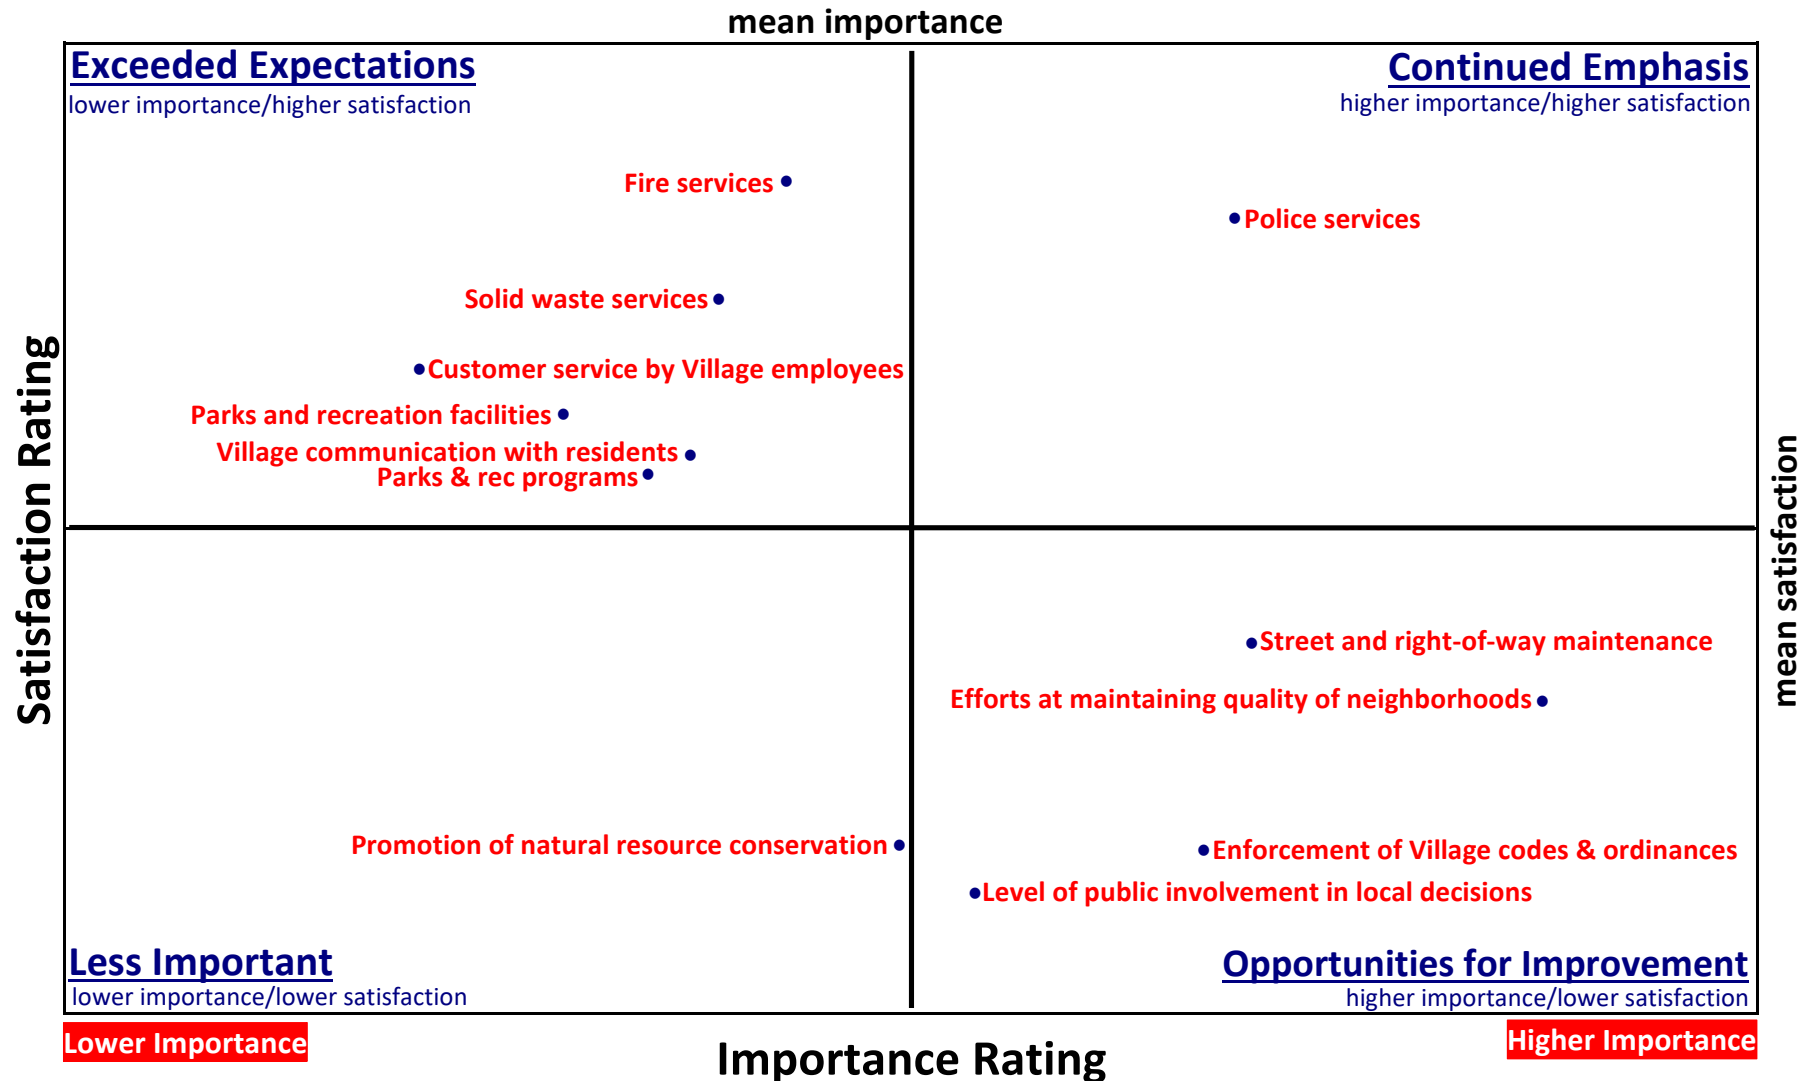 mean importance
Exceeded Expectations
lower importance/higher satisfaction
Continued Emphasis
higher importance/higher satisfaction
Fire services
Police services
Solid waste services
Customer service by Village employees
Parks and recreation facilities
Village communication with residents
Parks & rec programs
Satisfaction Rating
mean satisfaction
Street and right-of-way maintenance
Efforts at maintaining quality of neighborhoods
Promotion of natural resource conservation
Enforcement of Village codes & ordinances
Level of public involvement in local decisions
Less Important
lower importance/lower satisfaction
Opportunities for Improvement
higher importance/lower satisfaction
Lower Importance
Importance Rating
Higher Importance